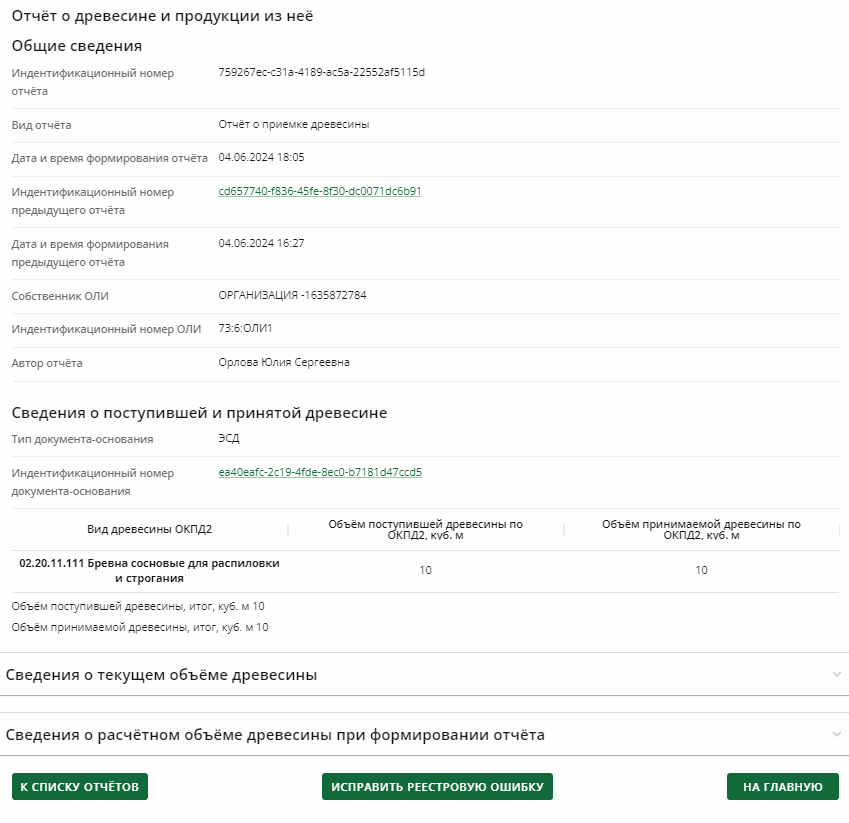 Отчёт о древесине и продукции из неё
Общие сведения
Индентификационный номер
отчёта
759267ec-c31a-4189-ac5a-22552af5115d
Вид отчёта
Отчёт о приемке древесины
Дата и время формирования отчёта
04.06.2024 18:05
Индентификационный номер
предыдущего отчёта
cd657740-f836-45fe-8f30-dc0071dc6b91
Дата и время формирования
предыдущего отчёта
04.06.2024 16:27
Собственник ОЛИ
ОРГАНИЗАЦИЯ -1635872784
Индентификационный номер ОЛИ
73:6:ОЛИ1
Автор отчёта
Орлова Юлия Сергеевна
Сведения о поступившей и принятой древесине
Тип документа-основания
ЭСД
Индентификационный номер
документа-основания
ea40eafc-2c19-4fde-8ec0-b7181d47ccd5
Вид древесины ОКПД2
Объём поступившей древесины по
ОКПД2, куб. м
Объём принимаемой древесины по
ОКПД2, куб. м
02.20.11.111 Бревна сосновые для распиловки
и строгания
10
10
Объём поступившей древесины, итог, куб. м 10
Объём принимаемой древесины, итог, куб. м 10
Сведения о текущем объёме древесины
Сведения о расчётном объёме древесины при формировании отчёта
К СПИСКУ ОТЧЁТОВ
ИСПРАВИТЬ РЕЕСТРОВУЮ ОШИБКУ
НА ГЛАВНУЮ